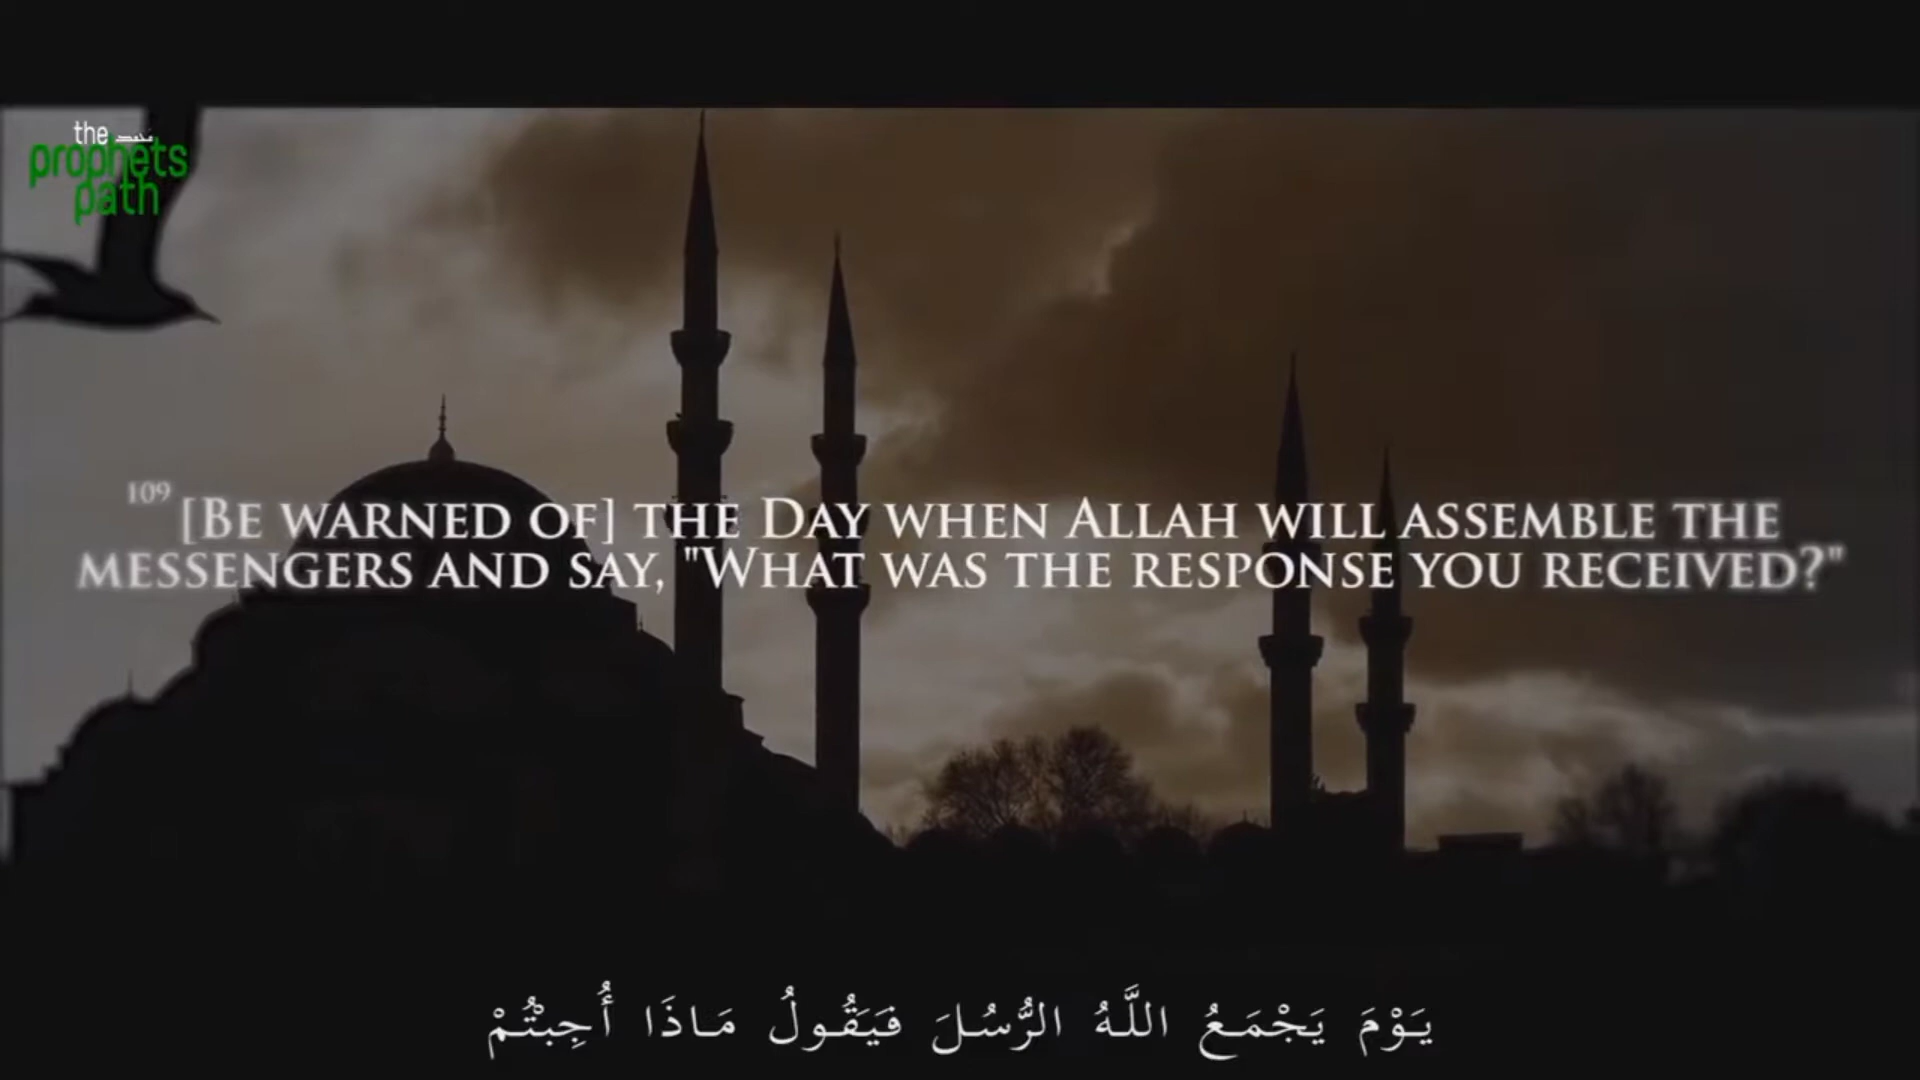 the محمد
prophets
path
109 [Be warned of] the Day when Allah will assemble the
messengers and say, "What was the response you received?"
يَوْمَ يَجْمَعُ اللَّهُ الرُّسُلَ فَيَقُولُ مَاذَا أُجِبْتُمْ